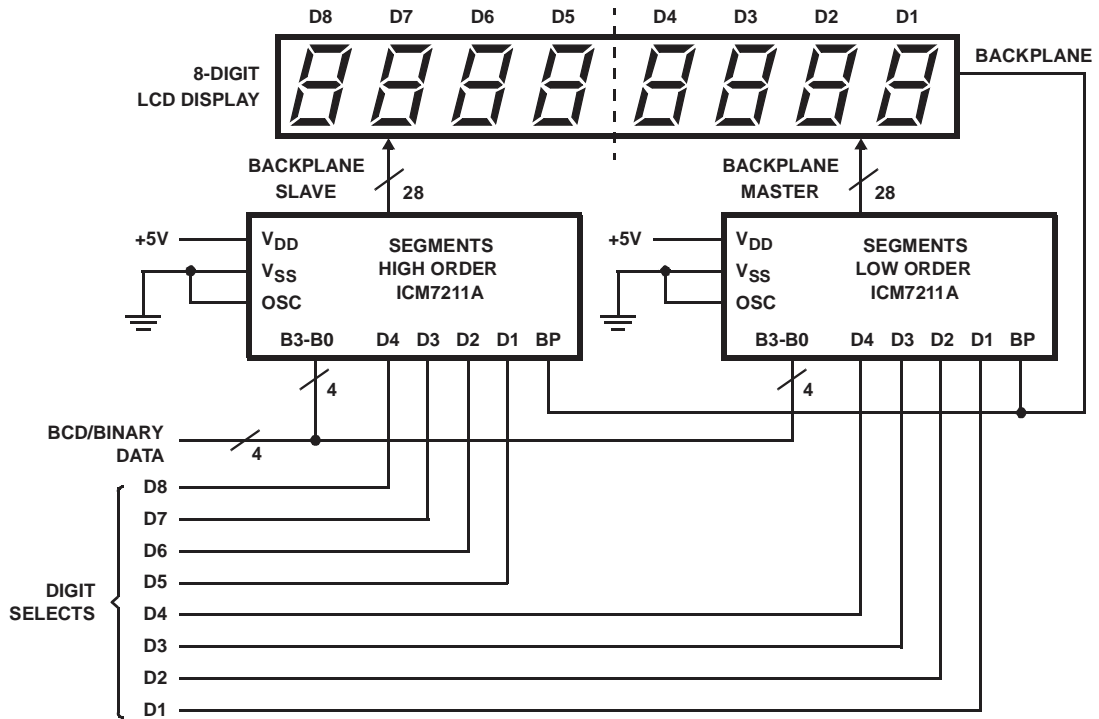 D8 D7 D6 D5 D4 D3 D2 D1
BACKPLANE
8-DIGIT
LCD DISPLAY
BACKPLANE
SLAVE
28
BACKPLANE
MASTER
28
+5V
VDD
VSS
OSC
SEGMENTS
HIGH ORDER
ICM7211A
B3-B0 D4 D3 D2 D1 BP
4
+5V
VDD
VSS
OSC
SEGMENTS
LOW ORDER
ICM7211A
B3-B0 D4 D3 D2 D1 BP
4
BCD/BINARY
DATA
4
DIGIT
SELECTS
D8
D7
D6
D5
D4
D3
D2
D1